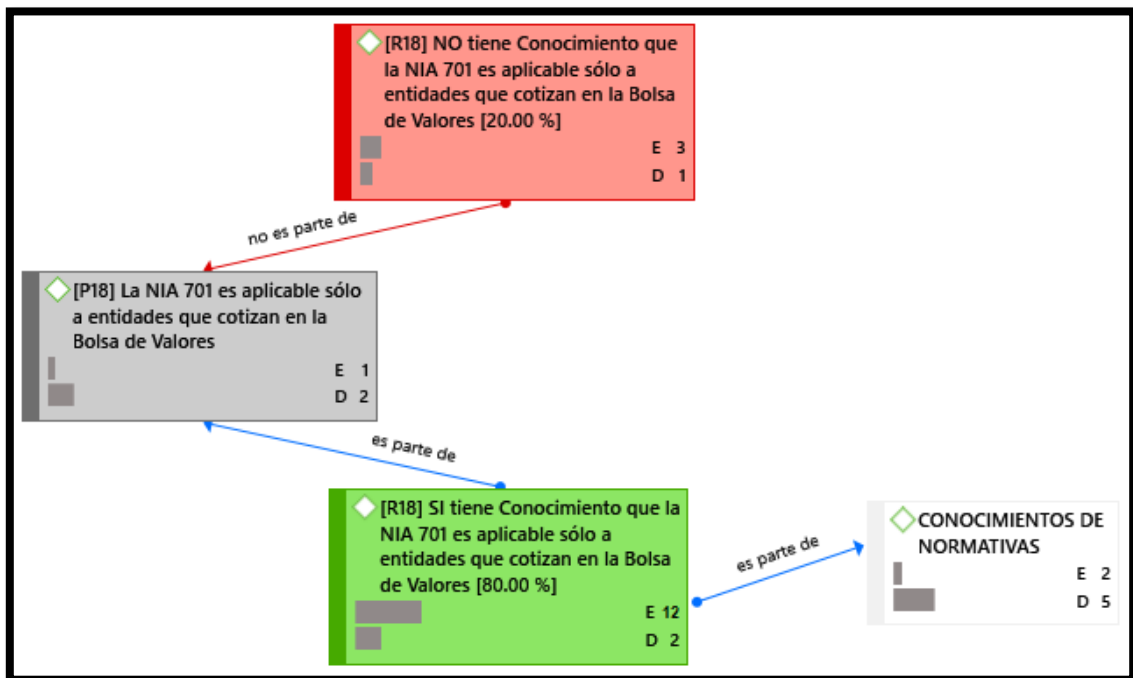 [R18] NO tiene Conocimiento que
la NIA 701 es aplicable sólo a
entidades que cotizan en la Bolsa
de Valores [20.00 %]
E 3
D 1
no es parte de
[P18] La NIA 701 es aplicable sólo
a entidades que cotizan en la
Bolsa de Valores
E 1
D 2
es parte de
[R18] SI tiene Conocimiento que la
NIA 701 es aplicable sólo a
entidades que cotizan en la Bolsa
de Valores [80.00 %]
E 12
D 2
es parte de
CONOCIMIENTOS DE
NORMATIVAS
E 2
D 5